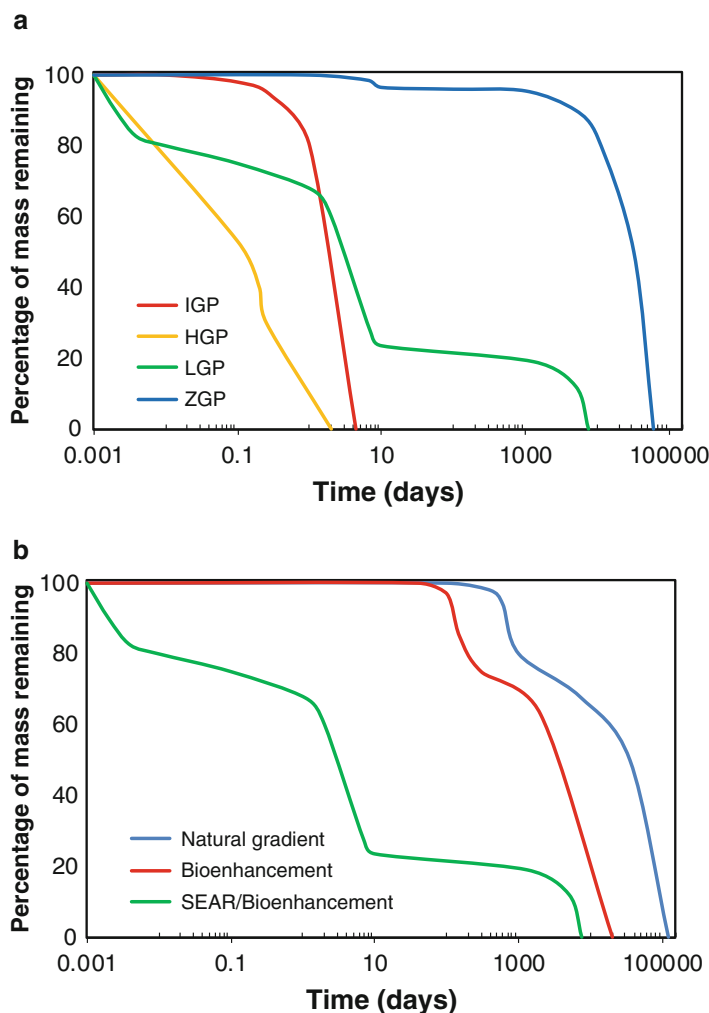 a
Percentage of mass remaining
100
80
60
40
20
0
IGP
HGP
LGP
ZGP
0.001 0.1 10 1000 100000
Time (days)
b
Percentage of mass remaining
100
80
60
40
20
0
Natural gradient
Bioenhancement
SEAR/Bioenhancement
0.001 0.1 10 1000 100000
Time (days)